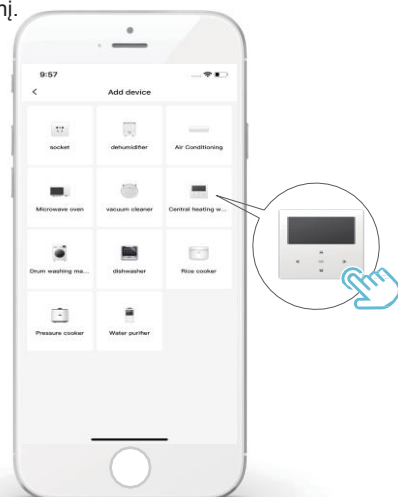 nį.
9:57
Add device
socket
dehumidifier
Air Conditioning
Microwave oven
vacuum cleaner
Central heating w...
Drum washing ma...
dishwasher
Rice cooker
Pressure cooker
Water purifier